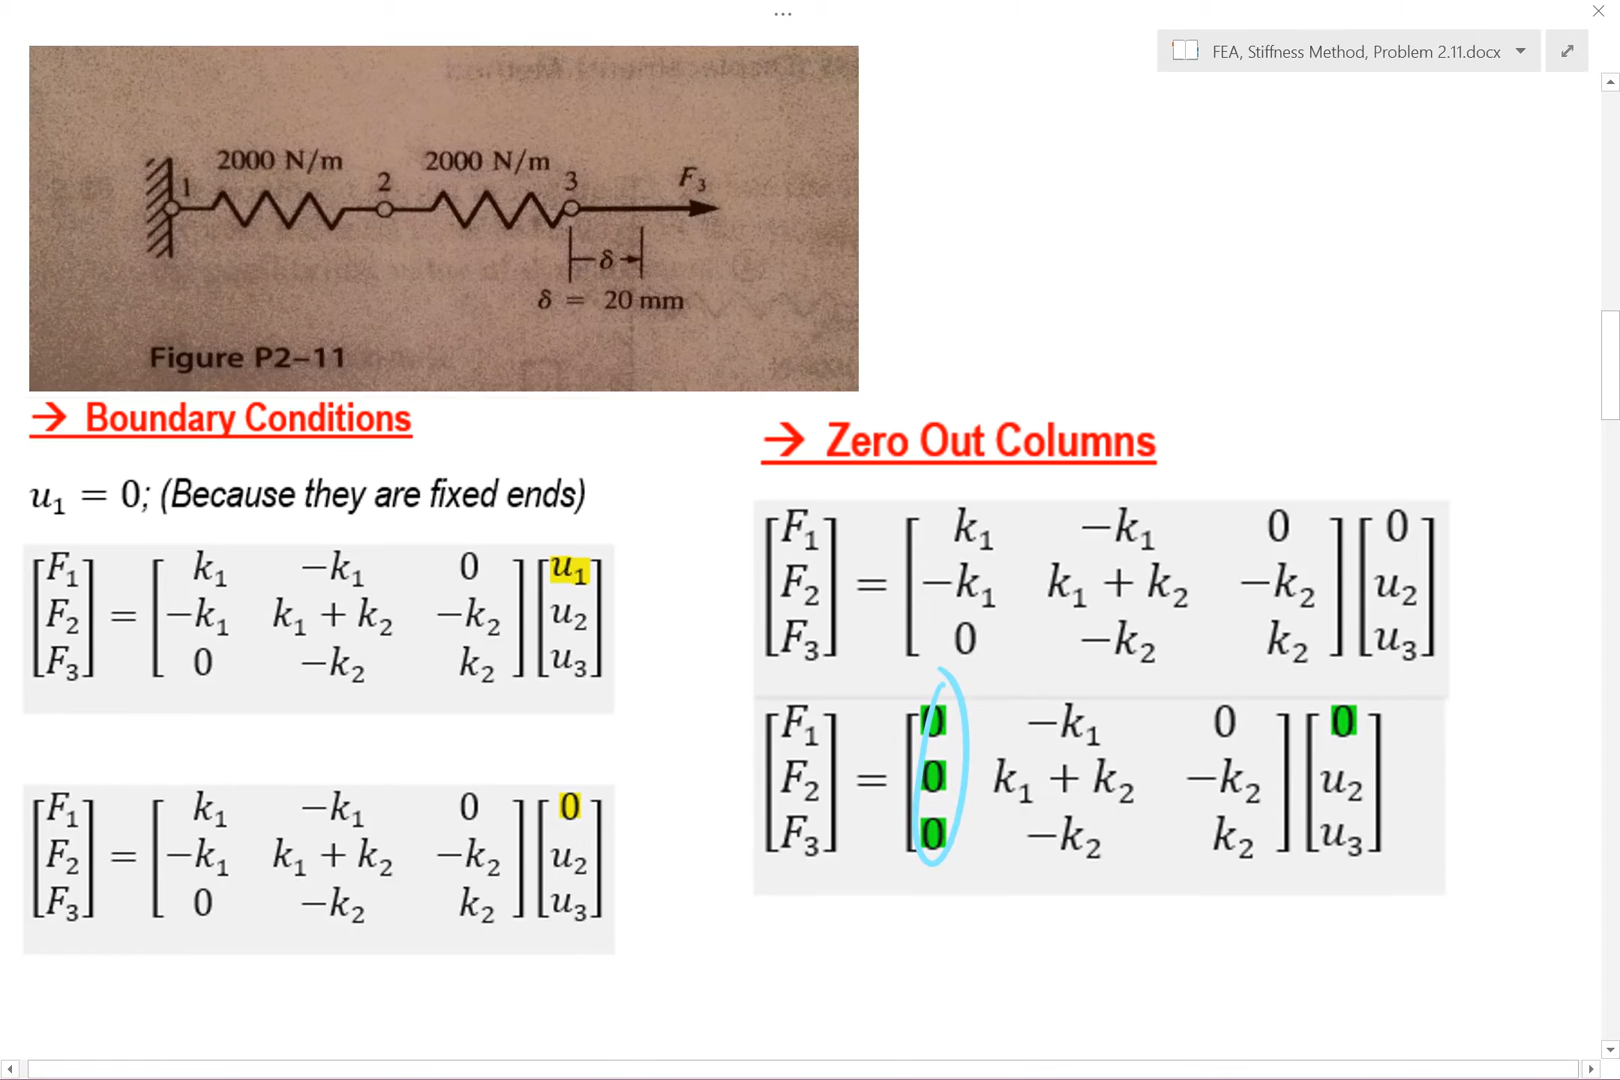 ...
FEA, Stiffness Method, Problem 2.11.docx
2000 N/m 2000 N/m
1 2 3 F₃
δ
δ = 20 mm
Figure P2–11
→ Boundary Conditions
u₁ = 0; (Because they are fixed ends)
[F₁] [k₁ −k₁ 0] [u₁]
[F₂] = [−k₁ k₁ + k₂ −k₂] [u₂]
[F₃] [0 −k₂ k₂] [u₃]
[F₁] [k₁ −k₁ 0] [0]
[F₂] = [−k₁ k₁ + k₂ −k₂] [u₂]
[F₃] [0 −k₂ k₂] [u₃]
→ Zero Out Columns
[F₁] [k₁ −k₁ 0] [0]
[F₂] = [−k₁ k₁ + k₂ −k₂] [u₂]
[F₃] [0 −k₂ k₂] [u₃]
[F₁] [0 −k₁ 0] [0]
[F₂] = [0 k₁ + k₂ −k₂] [u₂]
[F₃] [0 −k₂ k₂] [u₃]